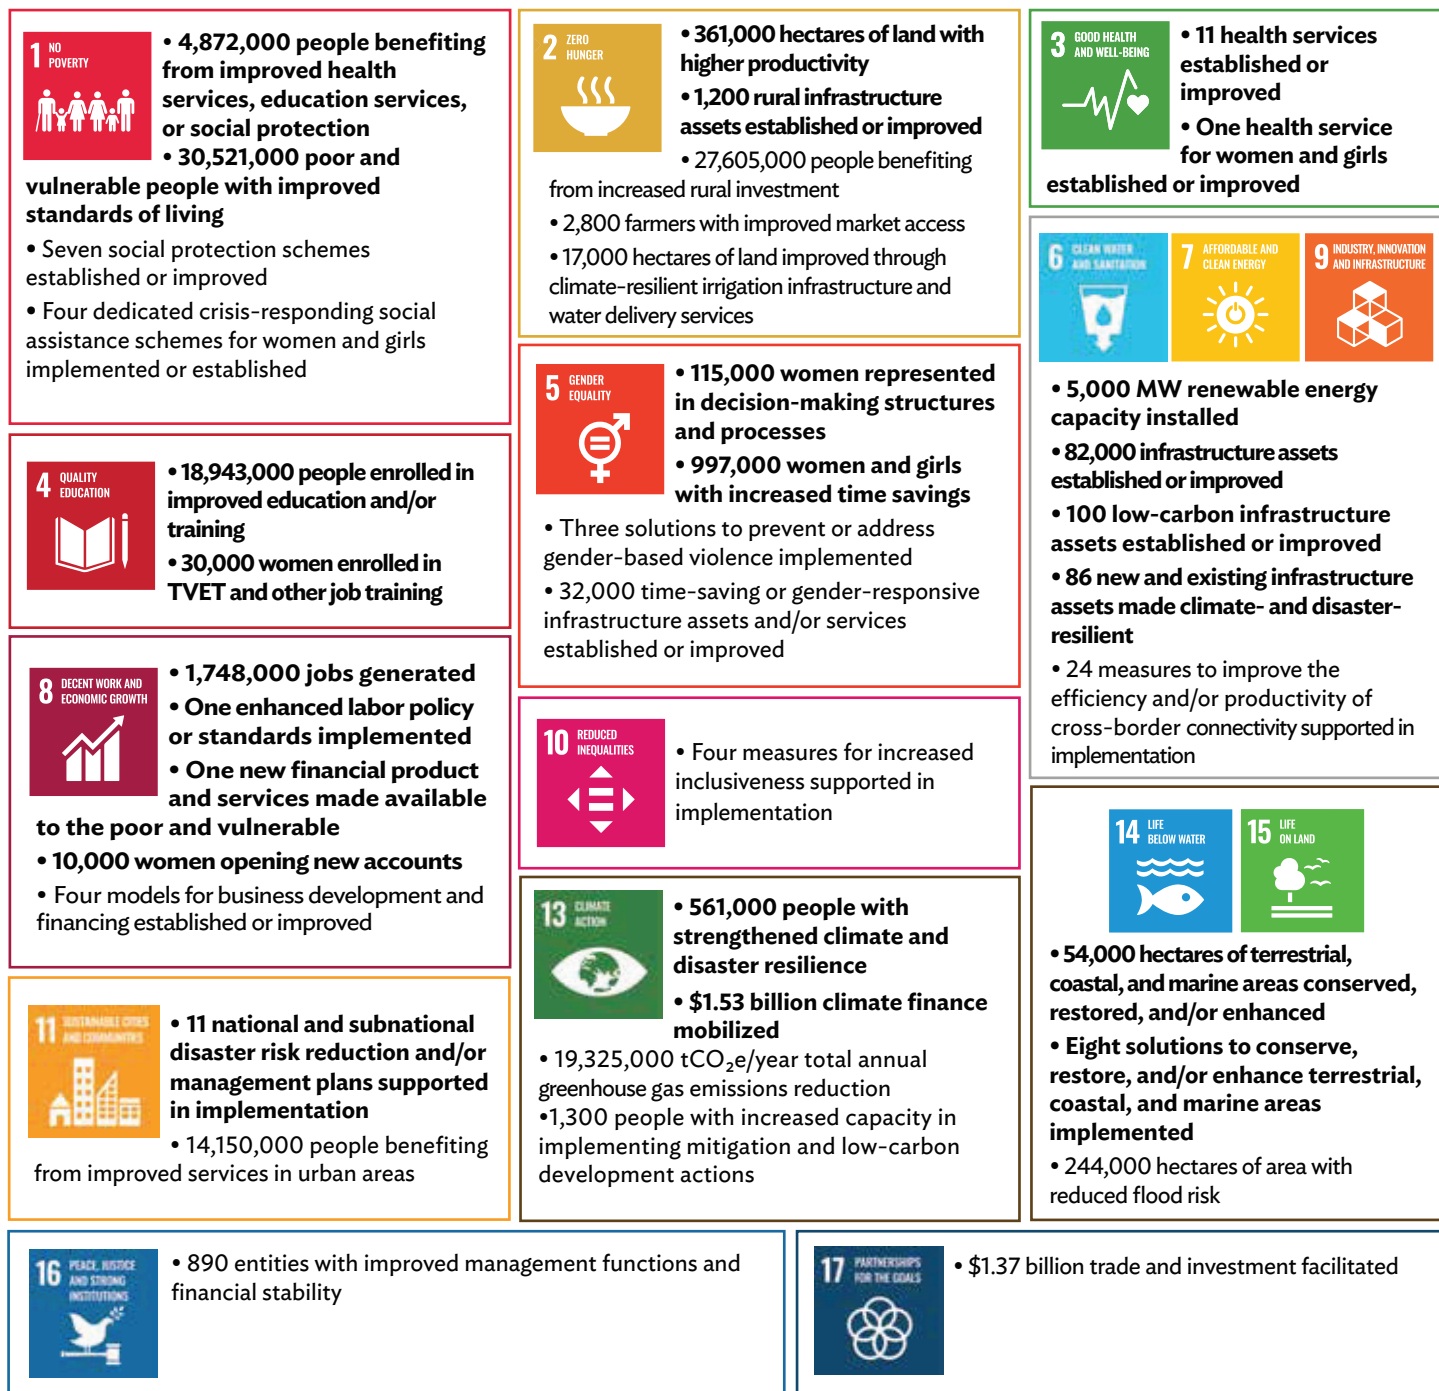 1 NO
POVERTY
• 4,872,000 people benefiting
from improved health
services, education services,
or social protection
• 30,521,000 poor and
vulnerable people with improved
standards of living
• Seven social protection schemes
established or improved
• Four dedicated crisis-responding social
assistance schemes for women and girls
implemented or established
2 ZERO
HUNGER
• 361,000 hectares of land with
higher productivity
• 1,200 rural infrastructure
assets established or improved
• 27,605,000 people benefiting
from increased rural investment
• 2,800 farmers with improved market access
• 17,000 hectares of land improved through
climate-resilient irrigation infrastructure and
water delivery services
3 GOOD HEALTH
AND WELL-BEING
• 11 health services
established or
improved
• One health service
for women and girls
established or improved
4 QUALITY
EDUCATION
• 18,943,000 people enrolled in
improved education and/or
training
• 30,000 women enrolled in
TVET and other job training
5 GENDER
EQUALITY
• 115,000 women represented
in decision-making structures
and processes
• 997,000 women and girls
with increased time savings
• Three solutions to prevent or address
gender-based violence implemented
• 32,000 time-saving or gender-responsive
infrastructure assets and/or services
established or improved
6 CLEAN WATER
AND SANITATION
7 AFFORDABLE AND
CLEAN ENERGY
9 INDUSTRY, INNOVATION
AND INFRASTRUCTURE
• 5,000 MW renewable energy
capacity installed
• 82,000 infrastructure assets
established or improved
• 100 low-carbon infrastructure
assets established or improved
• 86 new and existing infrastructure
assets made climate- and disaster-
resilient
• 24 measures to improve the
efficiency and/or productivity of
cross-border connectivity supported in
implementation
8 DECENT WORK AND
ECONOMIC GROWTH
• 1,748,000 jobs generated
• One enhanced labor policy
or standards implemented
• One new financial product
and services made available
to the poor and vulnerable
• 10,000 women opening new accounts
• Four models for business development and
financing established or improved
10 REDUCED
INEQUALITIES
• Four measures for increased
inclusiveness supported in
implementation
11 SUSTAINABLE CITIES
AND COMMUNITIES
• 11 national and subnational
disaster risk reduction and/or
management plans supported
in implementation
• 14,150,000 people benefiting
from improved services in urban areas
13 CLIMATE
ACTION
• 561,000 people with
strengthened climate and
disaster resilience
• $1.53 billion climate finance
mobilized
• 19,325,000 tCO₂e/year total annual
greenhouse gas emissions reduction
•1,300 people with increased capacity in
implementing mitigation and low-carbon
development actions
14 LIFE
BELOW WATER
15 LIFE
ON LAND
• 54,000 hectares of terrestrial,
coastal, and marine areas conserved,
restored, and/or enhanced
• Eight solutions to conserve,
restore, and/or enhance terrestrial,
coastal, and marine areas
implemented
• 244,000 hectares of area with
reduced flood risk
16 PEACE, JUSTICE
AND STRONG
INSTITUTIONS
• 890 entities with improved management functions and
financial stability
17 PARTNERSHIPS
FOR THE GOALS
• $1.37 billion trade and investment facilitated